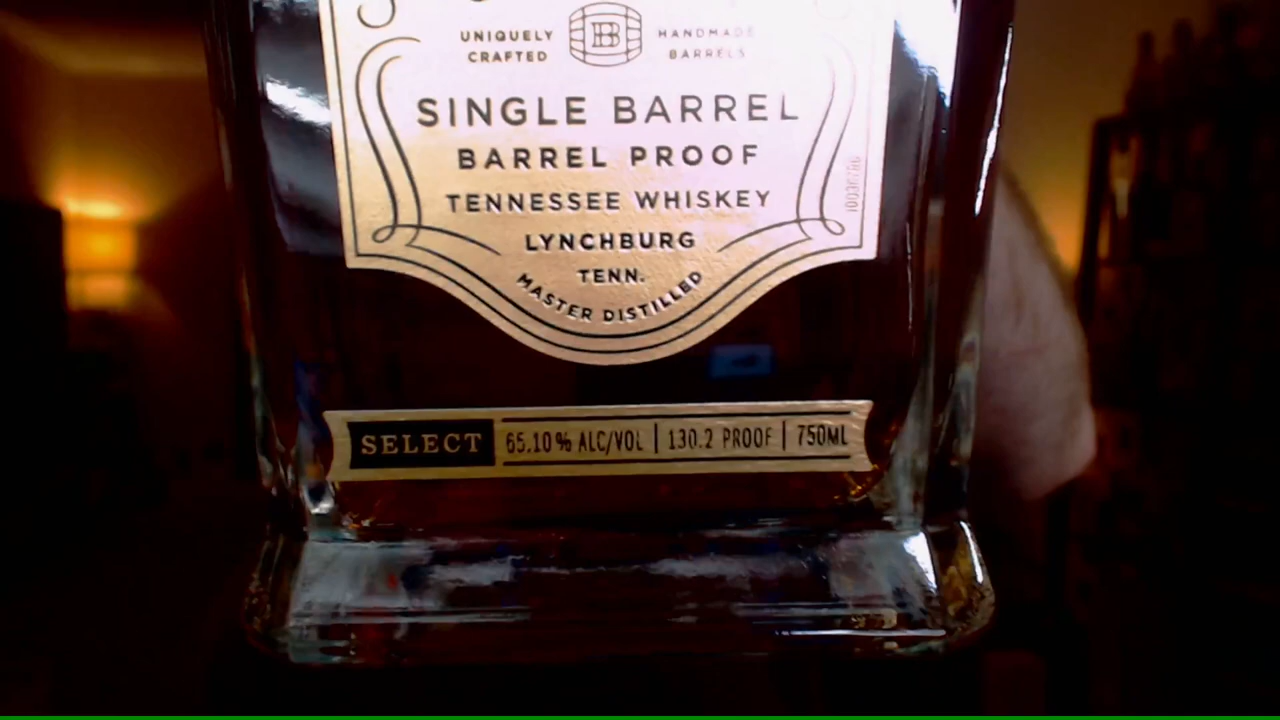 UNIQUELY CRAFTED
B
HANDMADE BARRELS
SINGLE BARREL
BARREL PROOF
TENNESSEE WHISKEY
LYNCHBURG
TENN.
MASTER DISTILLED
SELECT 65.10% ALC/VOL | 130.2 PROOF | 750ML